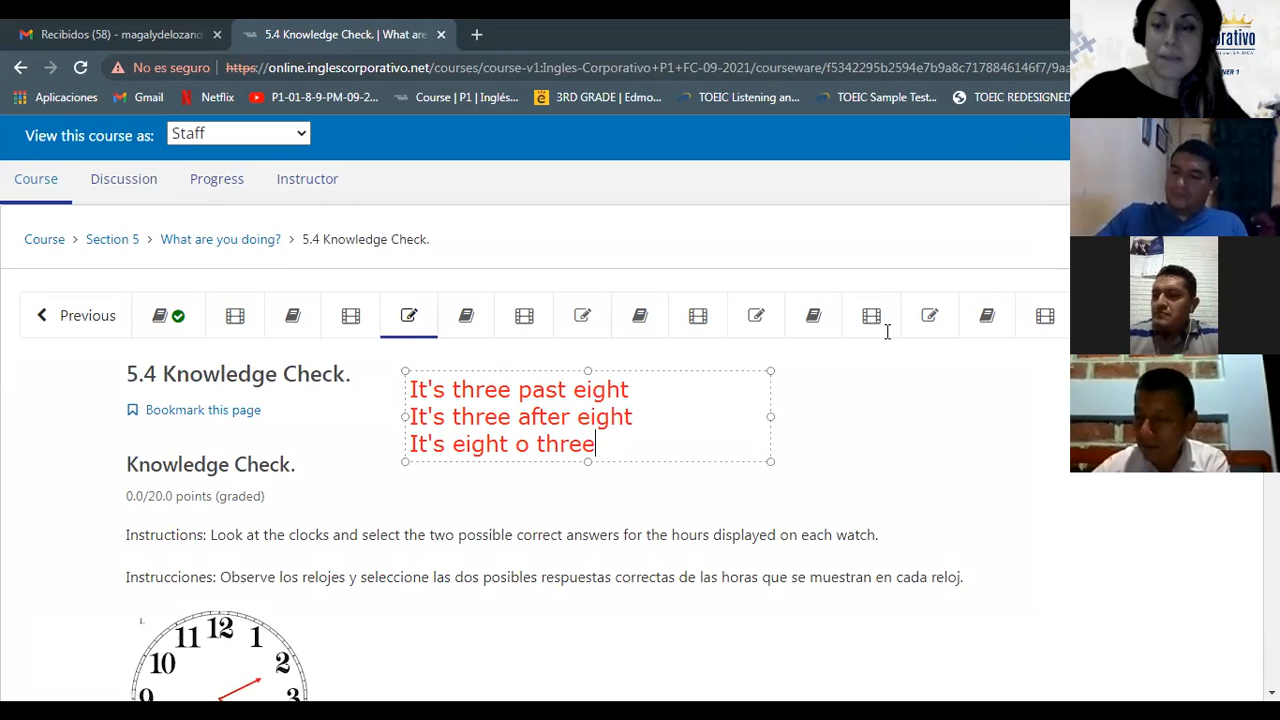 Recibidos (58) - magalydelozano
5.4 Knowledge Check. | What are
No es seguro
https://online.inglescorporativo.net/courses/course-v1:Ingles-Corporativo+P1+FC-09-2021/courseware/f5342295b2594e7b9a8c7178846146f7/9aa
Aplicaciones
Gmail
Netflix
P1-01-8-9-PM-09-2...
Course | P1 | Inglés...
3RD GRADE | Edmo...
TOEIC Listening an...
TOEIC Sample Test...
TOEIC REDESIGNED
View this course as:
Staff
Course
Discussion
Progress
Instructor
Course > Section 5 > What are you doing? > 5.4 Knowledge Check.
Previous
5.4 Knowledge Check.
Bookmark this page
It's three past eight
It's three after eight
It's eight o three
Knowledge Check.
0.0/20.0 points (graded)
Instructions: Look at the clocks and select the two possible correct answers for the hours displayed on each watch.
Instrucciones: Observe los relojes y seleccione las dos posibles respuestas correctas de las horas que se muestran en cada reloj.
1.
12
11
1
10
2
9
3